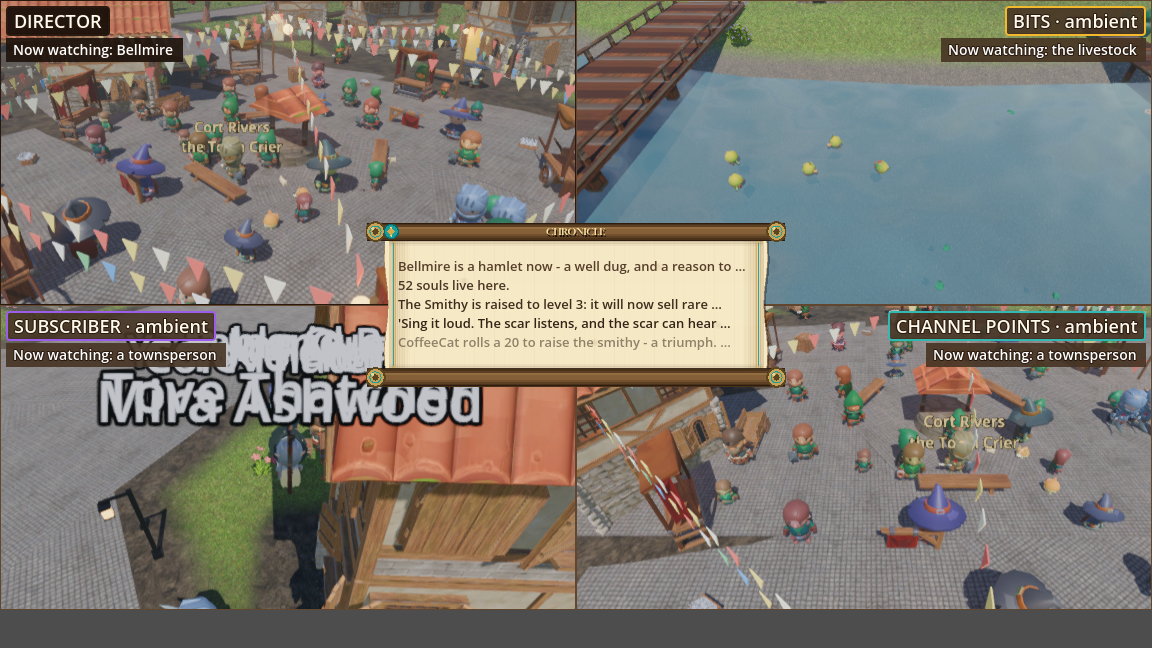 DIRECTOR
Now watching: Bellmire
BITS · ambient
Now watching: the livestock
Cort Rivers
the Town Crier
CHRONICLE
Bellmire is a hamlet now - a well dug, and a reason to ...
52 souls live here.
The Smithy is raised to level 3: it will now sell rare ...
'Sing it loud. The scar listens, and the scar can hear ...
CoffeeCat rolls a 20 to raise the smithy - a triumph. ...
SUBSCRIBER · ambient
Now watching: a townsperson
Ashwood
CHANNEL POINTS · ambient
Now watching: a townsperson
Cort Rivers
the Town Crier